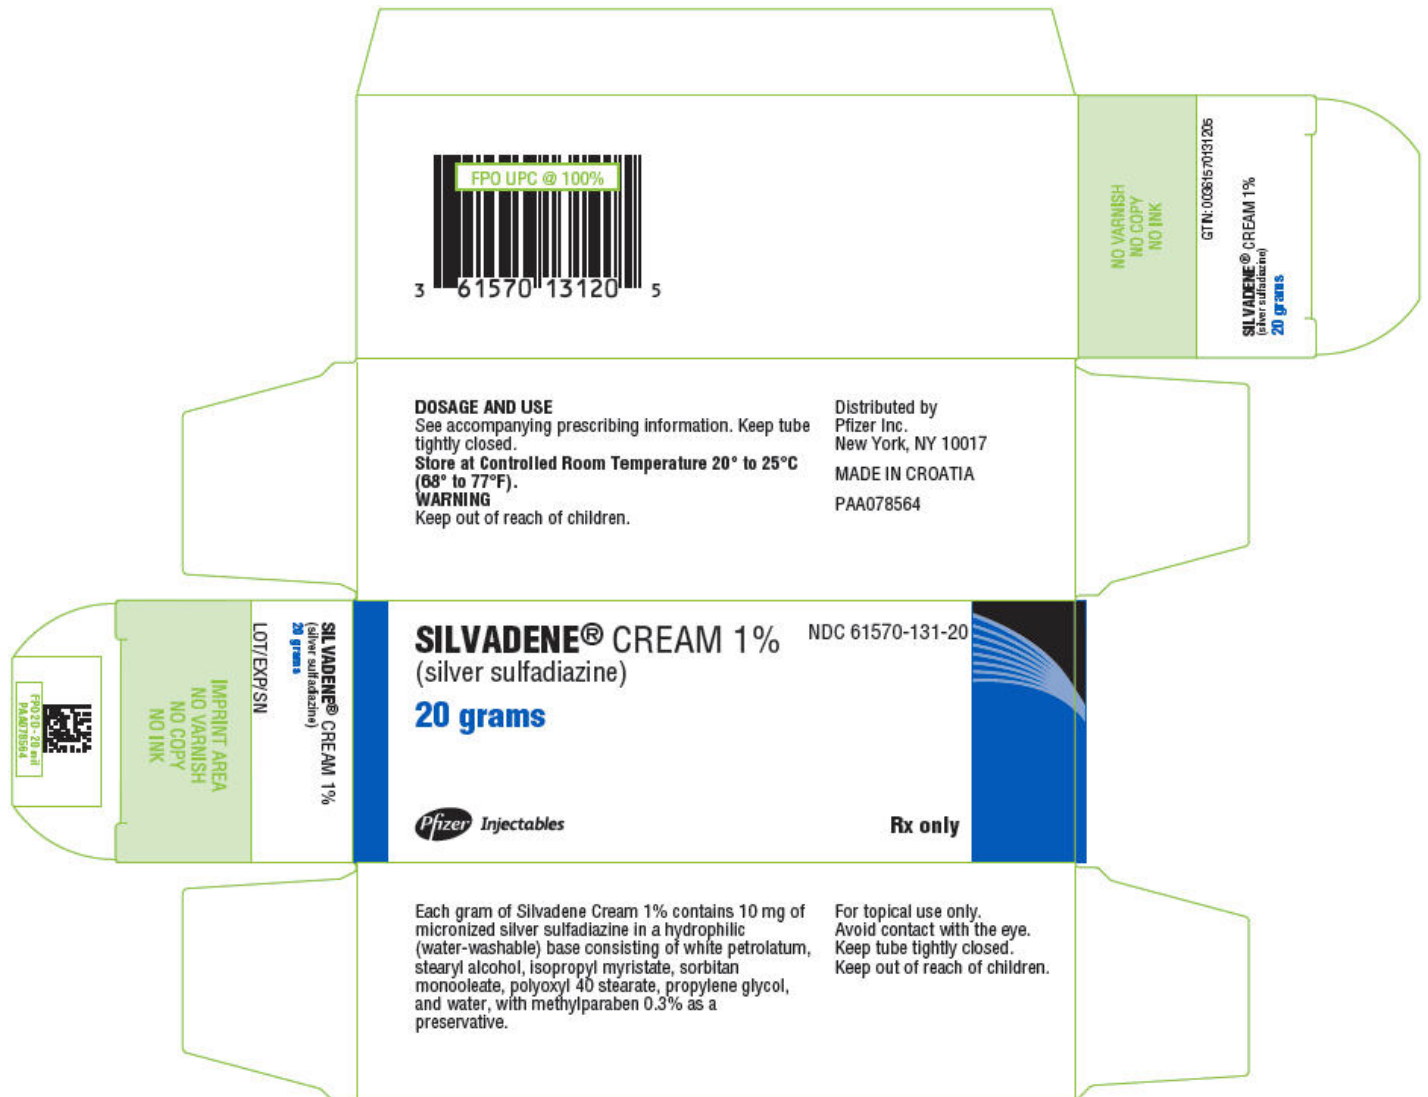 FPO UPC @ 100%
3 61570 13120 5
NO VARNISH
NO COPY
NO INK
GTIN: 00361570131205
SILVADENE® CREAM 1%
(silver sulfadiazine)
20 grams
DOSAGE AND USE
See accompanying prescribing information. Keep tube
tightly closed.
Store at Controlled Room Temperature 20° to 25°C
(68° to 77°F).
WARNING
Keep out of reach of children.
Distributed by
Pfizer Inc.
New York, NY 10017
MADE IN CROATIA
PAA078564
FPO 2D - 20 mil
PAA078564
IMPRINT AREA
NO VARNISH
NO COPY
NO INK
LOT/EXP/SN
SILVADENE® CREAM 1%
(silver sulfadiazine)
20 grams
SILVADENE® CREAM 1%
(silver sulfadiazine)
20 grams
NDC 61570-131-20
Pfizer Injectables
Rx only
Each gram of Silvadene Cream 1% contains 10 mg of
micronized silver sulfadiazine in a hydrophilic
(water-washable) base consisting of white petrolatum,
stearyl alcohol, isopropyl myristate, sorbitan
monooleate, polyoxyl 40 stearate, propylene glycol,
and water, with methylparaben 0.3% as a
preservative.
For topical use only.
Avoid contact with the eye.
Keep tube tightly closed.
Keep out of reach of children.